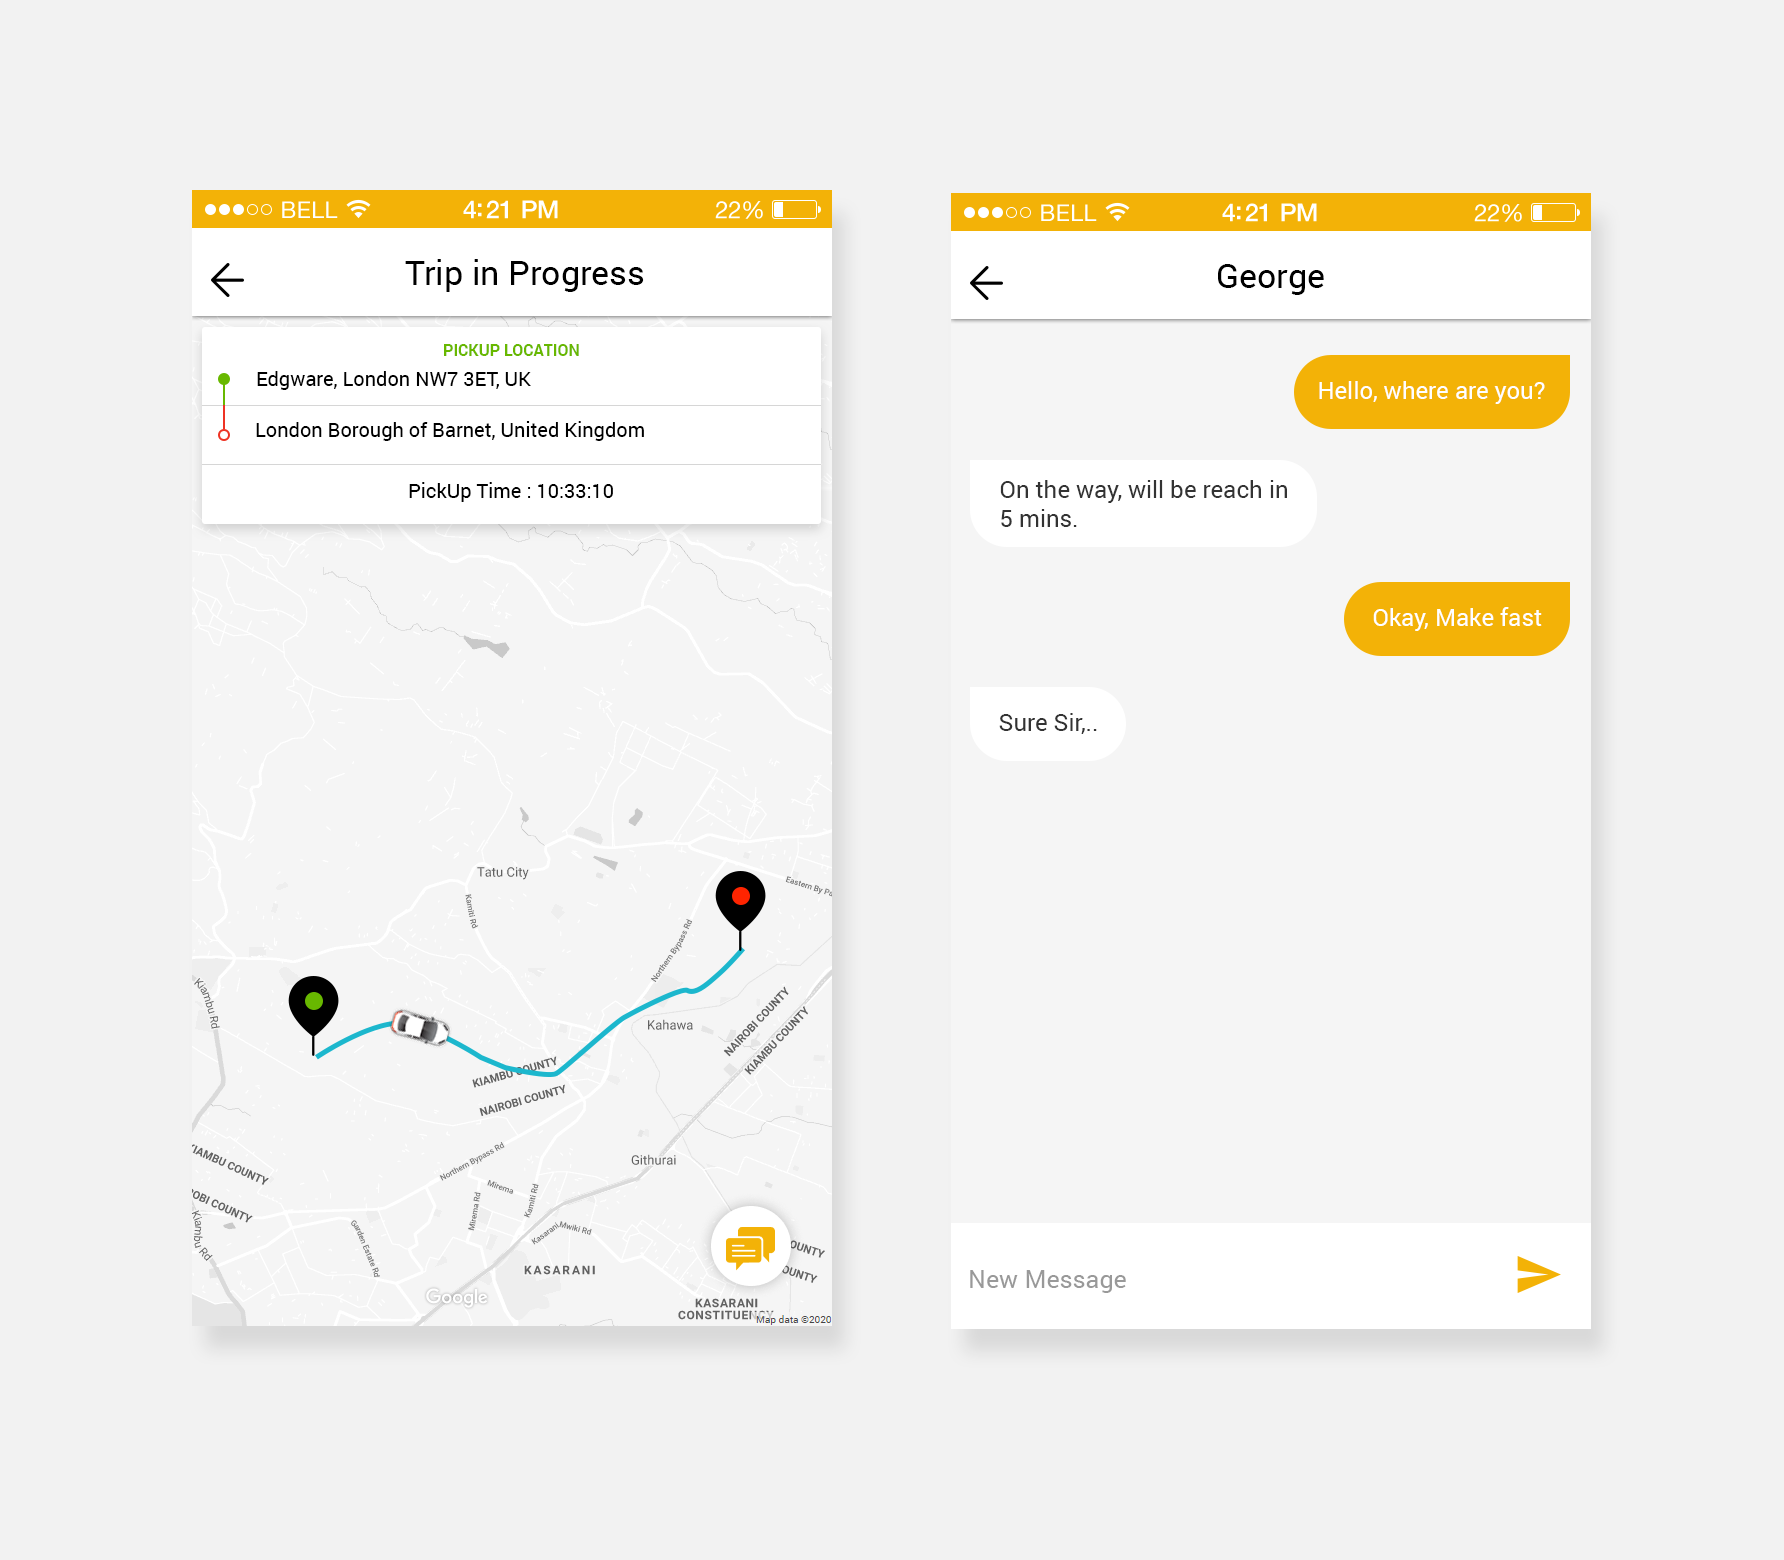 BELL 4:21 PM 22%
Trip in Progress
PICKUP LOCATION
Edgware, London NW7 3ET, UK
London Borough of Barnet, United Kingdom
PickUp Time : 10:33:10
Tatu City
Eastern By Pa
Kamiti Rd
Northern Bypass Rd
Kiambu Rd
Kahawa
NAIROBI COUNTY
KIAMBU COUNTY
KIAMBU COUNTY
NAIROBI COUNTY
IAMBU COUNTY
ROBI COUNTY
Kiambu Rd
Northern Bypass Rd
Githurai
Mirema
Mirema Rd
Kamiti Rd
Garden Estate Rd
Kasarani Mwiki Rd
OUNTY
OUNTY
KASARANI
Google
KASARANI
CONSTITUENCY
Map data ©2020
BELL 4:21 PM 22%
George
Hello, where are you?
On the way, will be reach in
5 mins.
Okay, Make fast
Sure Sir,..
New Message